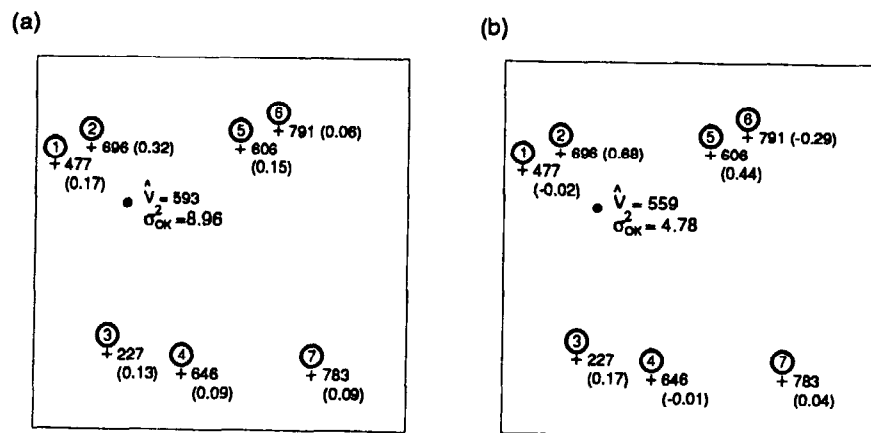 (a)
① ② ⑤ ⑥
477
(0.17)
696 (0.32)
606
(0.15)
791 (0.06)
V̂ = 593
σ²OK =8.96
③ ④ ⑦
227
(0.13)
646
(0.09)
783
(0.09)
(b)
① ② ⑤ ⑥
477
(-0.02)
696 (0.68)
606
(0.44)
791 (-0.29)
V̂ = 559
σ²OK = 4.78
③ ④ ⑦
227
(0.17)
646
(-0.01)
783
(0.04)